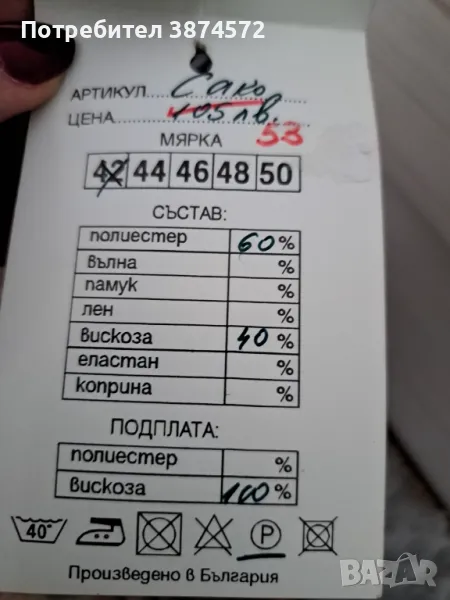 Потребител 3874572
АРТИКУЛ..... Сако .....
ЦЕНА..... 105 лв.
МЯРКА 53
42 44 46 48 50
СЪСТАВ:
полиестер 60 %
вълна %
памук %
лен %
вискоза 40 %
еластан %
коприна %
ПОДПЛАТА:
полиестер %
вискоза 100 %
40° P
Произведено в България
BAZAR